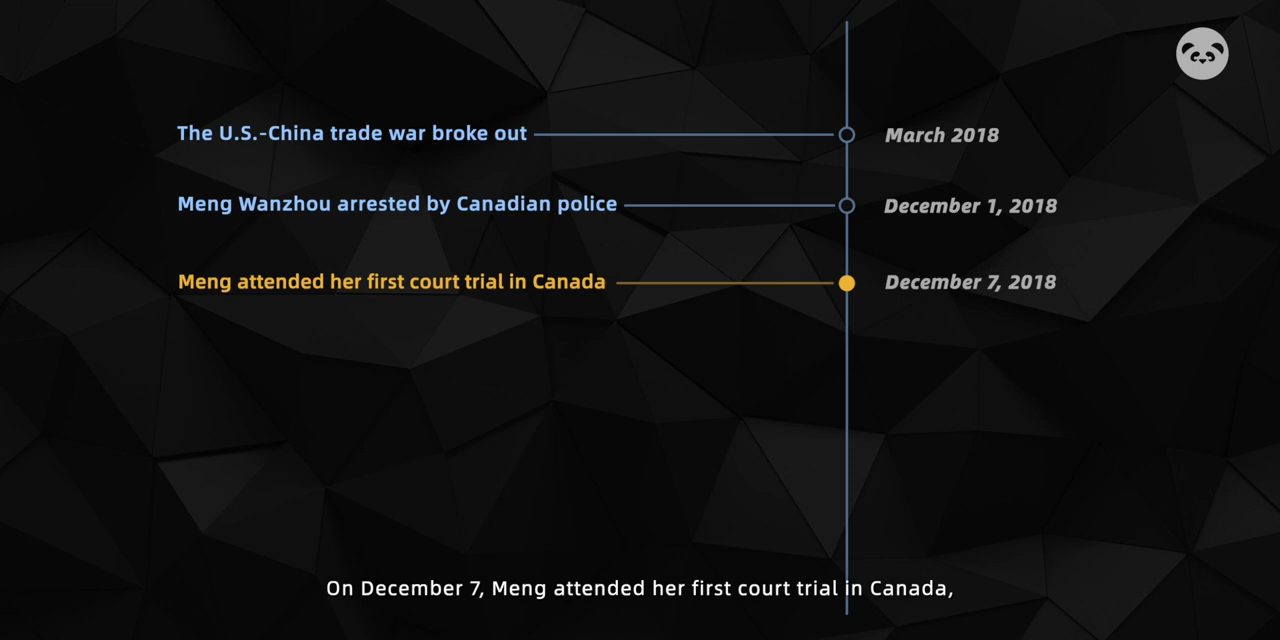 The U.S.-China trade war broke out
March 2018
Meng Wanzhou arrested by Canadian police
December 1, 2018
Meng attended her first court trial in Canada
December 7, 2018
On December 7, Meng attended her first court trial in Canada,